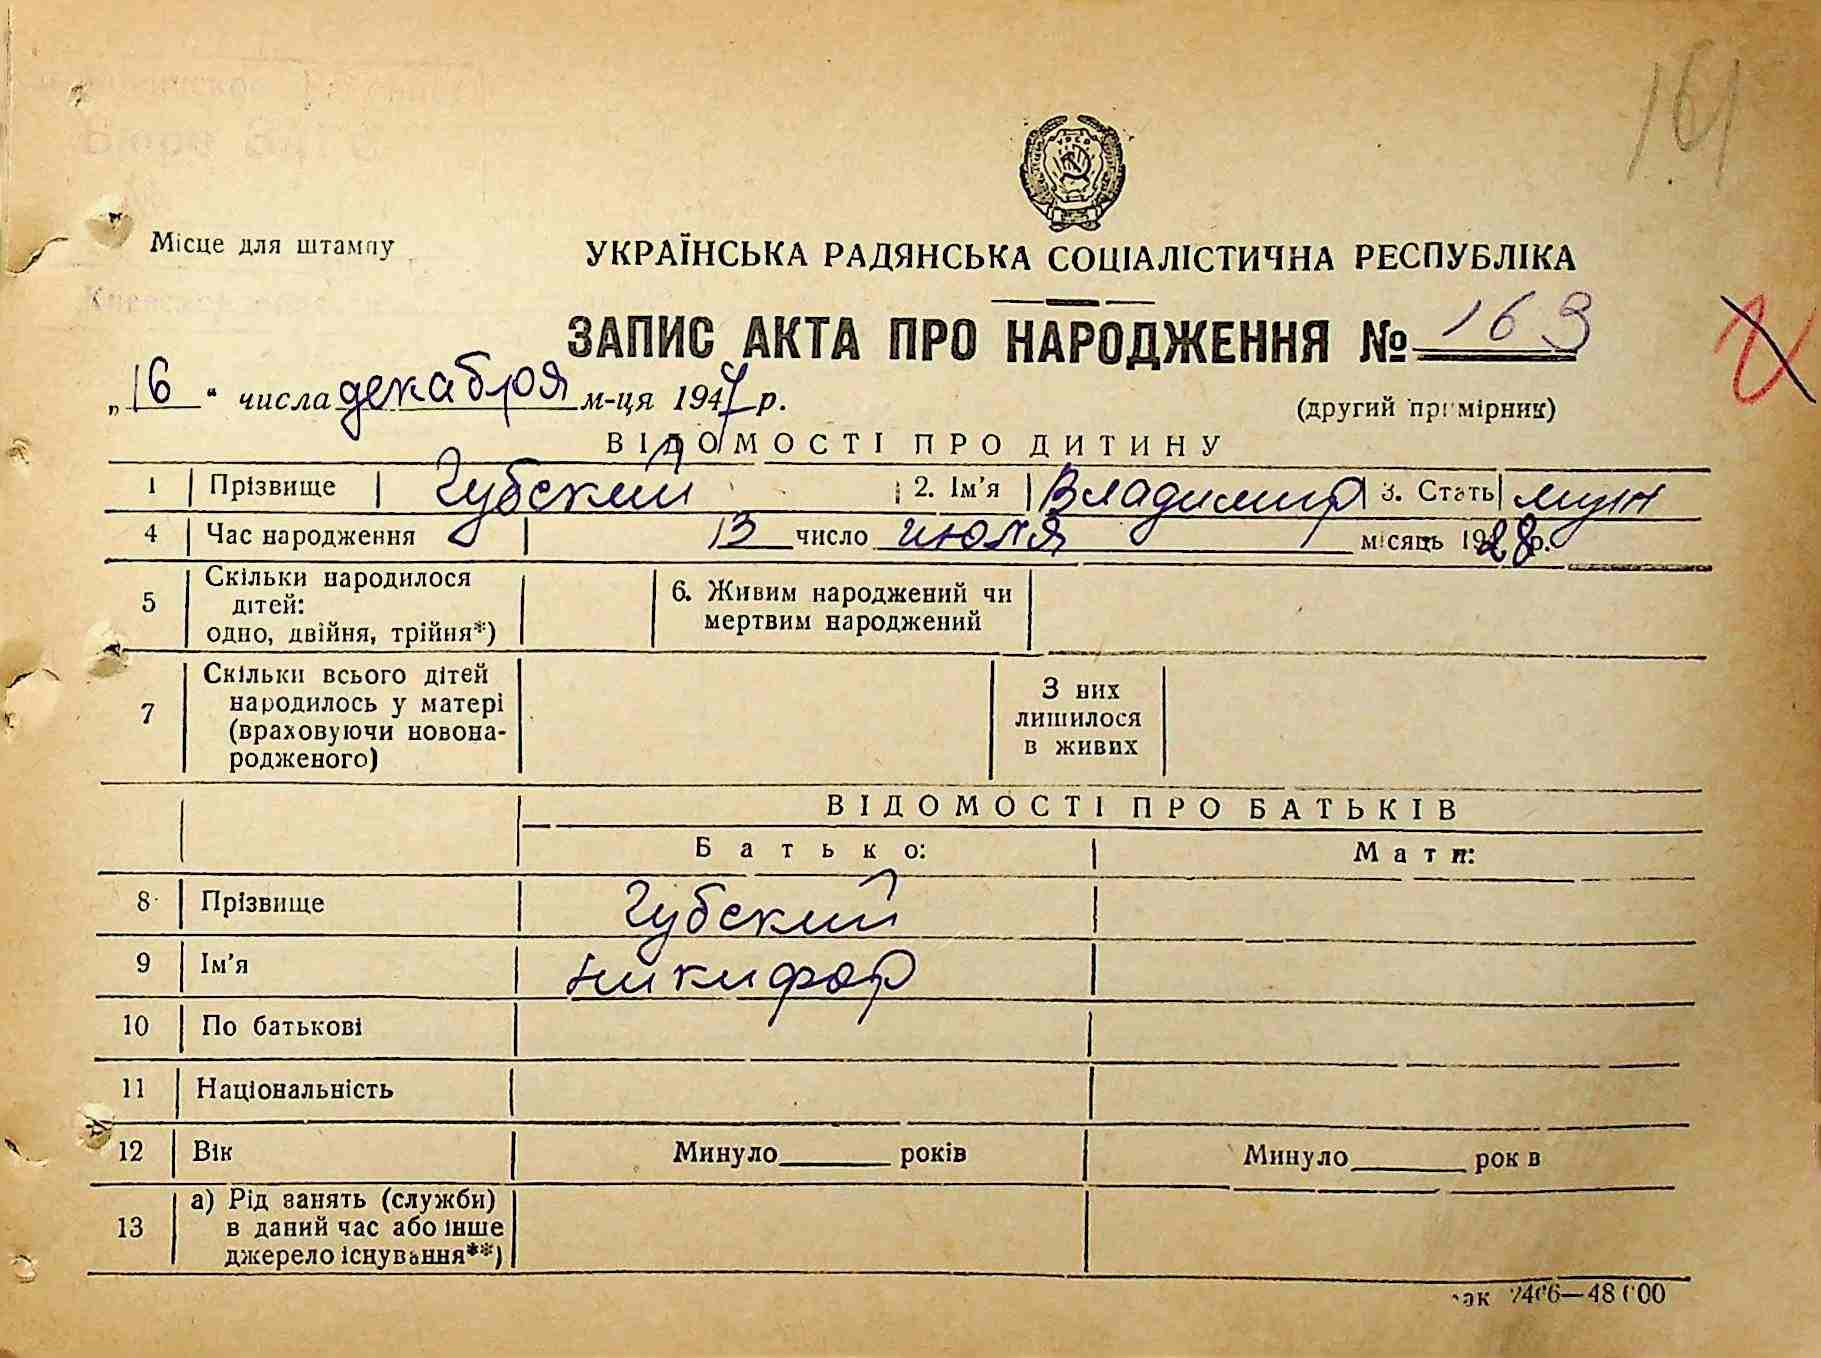 161
Бюро ЗАГС
Місце для штампу
УКРАЇНСЬКА РАДЯНСЬКА СОЦІАЛІСТИЧНА РЕСПУБЛІКА
ЗАПИС АКТА ПРО НАРОДЖЕННЯ № 163
„16“ числа декабря м-ця 1947 р.
(другий примірник)
ВІДОМОСТІ ПРО ДИТИНУ
1 Прізвище Губский 2. Ім’я Владимир 3. Стать муж
4 Час народження 13 число июля місяць 1928 р.
5 Скільки народилося дітей: одно, двійня, трійня*) 6. Живим народжений чи мертвим народжений
7 Скільки всього дітей народилось у матері (враховуючи новонародженого) З них лишилося в живих
ВІДОМОСТІ ПРО БАТЬКІВ
Батько: Мати:
8 Прізвище Губский
9 Ім’я Никифор
10 По батькові
11 Національність
12 Вік Минуло років Минуло рок в
13 а) Рід занять (служби) в даний час або інше джерело існування**)